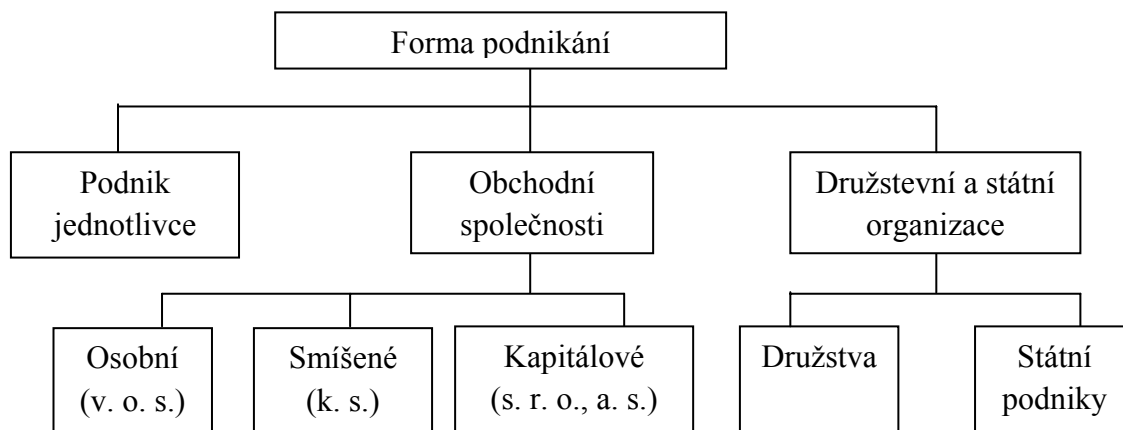 Forma podnikání
Podnik
jednotlivce
Obchodní
společnosti
Družstevní a státní
organizace
Osobní
(v. o. s.)
Smíšené
(k. s.)
Kapitálové
(s. r. o., a. s.)
Družstva
Státní
podniky